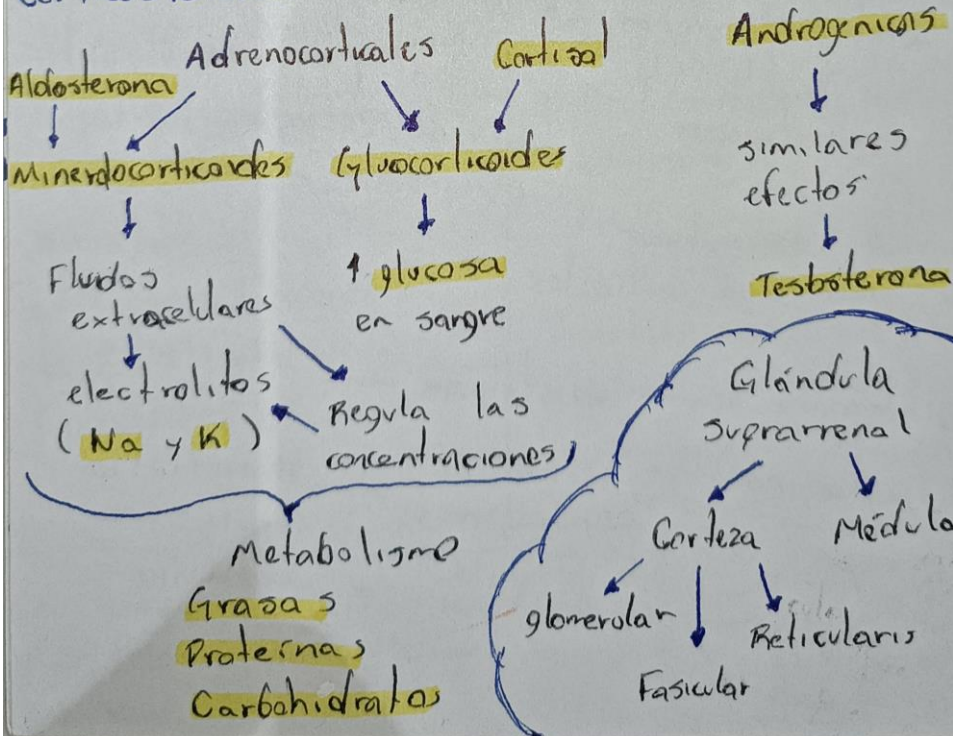 Androgenicos
Adrenocorticales
Cortisol
Aldosterona
Mineralocorticoides
Glucocorticoides
similares
efectos
Fluidos
extracelulares
↑ glucosa
en sangre
Testosterona
electrolitos
(Na y K)
Regula las
concentraciones
Metabolismo
Grasas
Proteínas
Carbohidratos
Glándula
suprarrenal
Corteza
Médula
glomerular
Fasicular
Reticularis